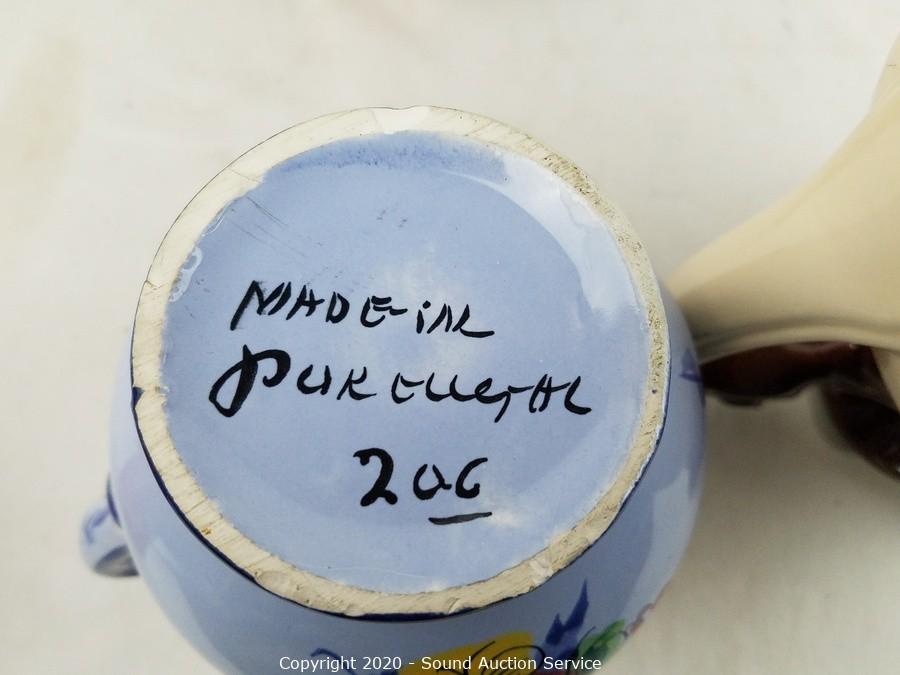 MADE-IN
PORTUGAL
206
Copyright 2020 - Sound Auction Service